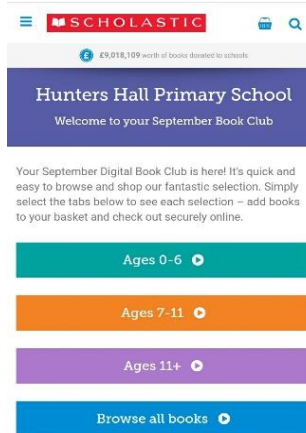 SCHOLASTIC
£ £9,018,109 worth of books donated to schools
Hunters Hall Primary School
Welcome to your September Book Club
Your September Digital Book Club is here! It's quick and
easy to browse and shop our fantastic selection. Simply
select the tabs below to see each selection – add books
to your basket and check out securely online.
Ages 0-6
Ages 7-11
Ages 11+
Browse all books